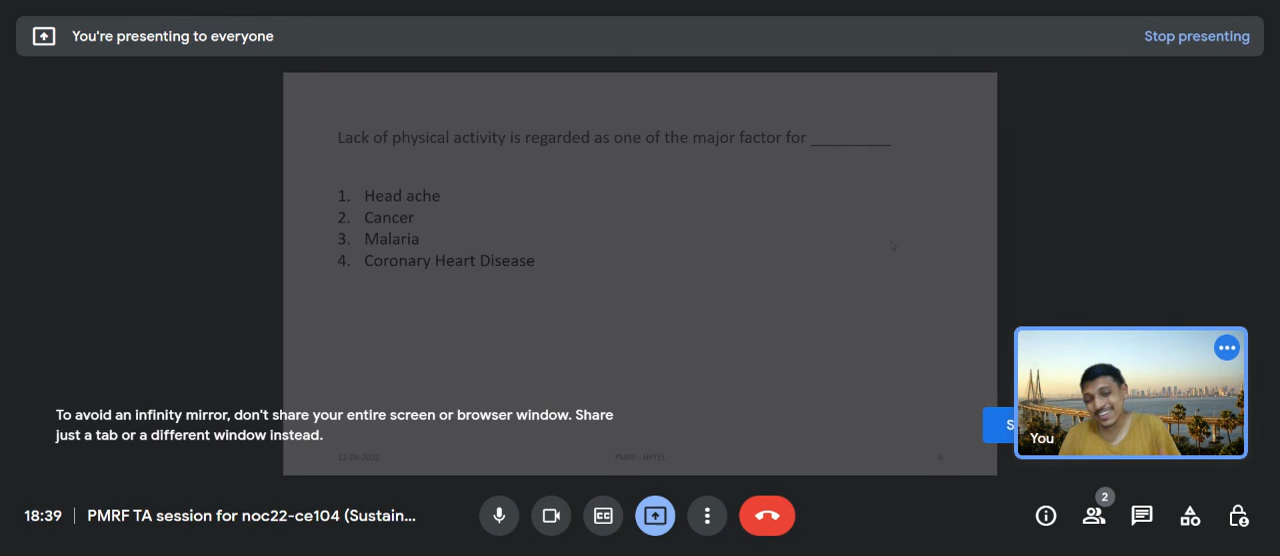 You're presenting to everyone
Stop presenting
Lack of physical activity is regarded as one of the major factor for __________
1. Head ache
2. Cancer
3. Malaria
4. Coronary Heart Disease
To avoid an infinity mirror, don't share your entire screen or browser window. Share
just a tab or a different window instead.
S
You
PMRF - NPTEL
2
18:39 | PMRF TA session for noc22-ce104 (Sustain...